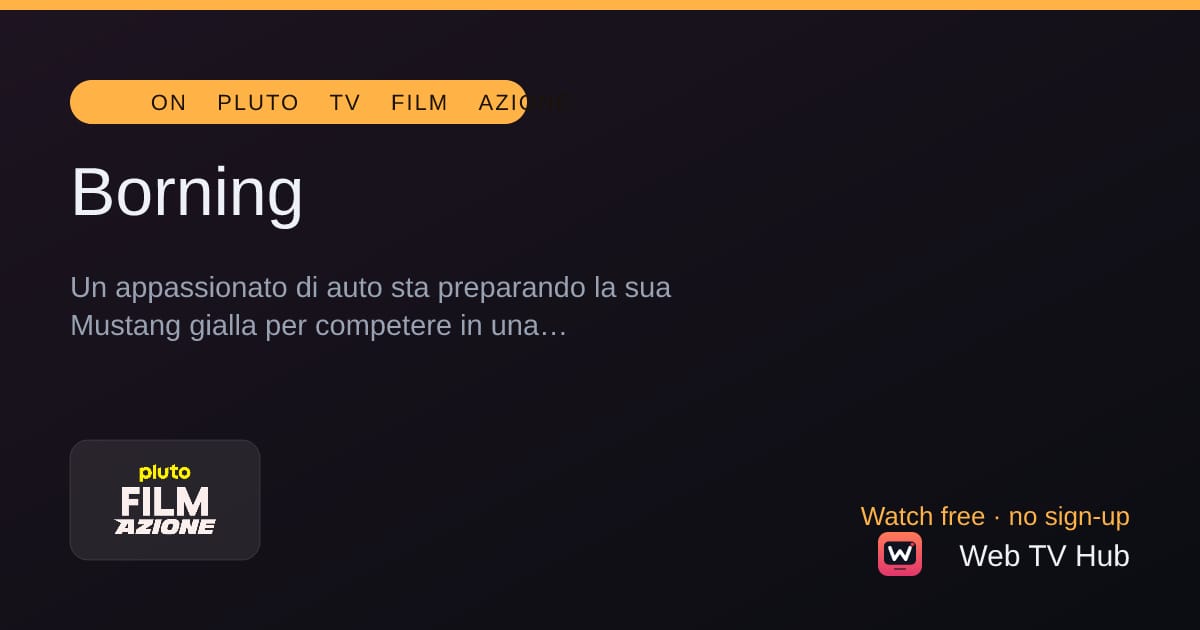 ON PLUTO TV FILM AZIONE
Borning
Un appassionato di auto sta preparando la sua
Mustang gialla per competere in una…
pluto
FILM
AZIONE
Watch free · no sign-up
W
Web TV Hub